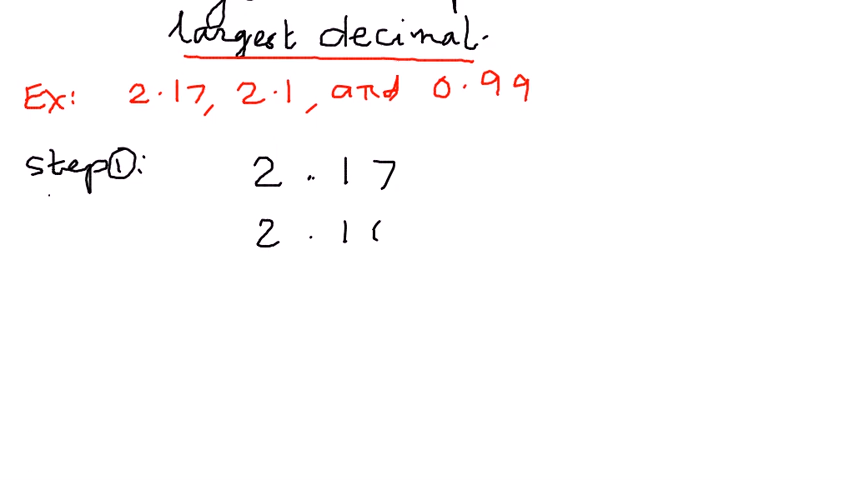 largest decimal.
Ex: 2.17, 2.1, and 0.99
step①: 2.17
2.1